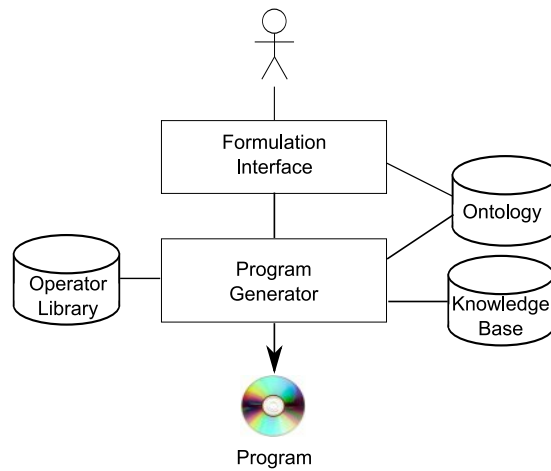 Formulation
Interface
Ontology
Operator
Library
Program
Generator
Knowledge
Base
Program